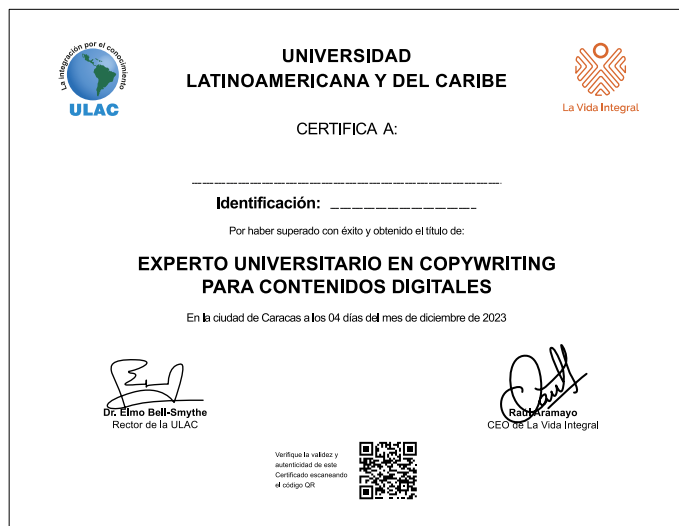 La integración por el conocimiento
ULAC
UNIVERSIDAD
LATINOAMERICANA Y DEL CARIBE
La Vida Integral
CERTIFICA A:
Identificación:
Por haber superado con éxito y obtenido el título de:
EXPERTO UNIVERSITARIO EN COPYWRITING
PARA CONTENIDOS DIGITALES
En la ciudad de Caracas a los 04 días del mes de diciembre de 2023
Dr. Elmo Bell-Smythe
Rector de la ULAC
Raúl Aramayo
CEO de La Vida Integral
Verifique la validez y
autenticidad de este
Certificado escaneando
el código QR